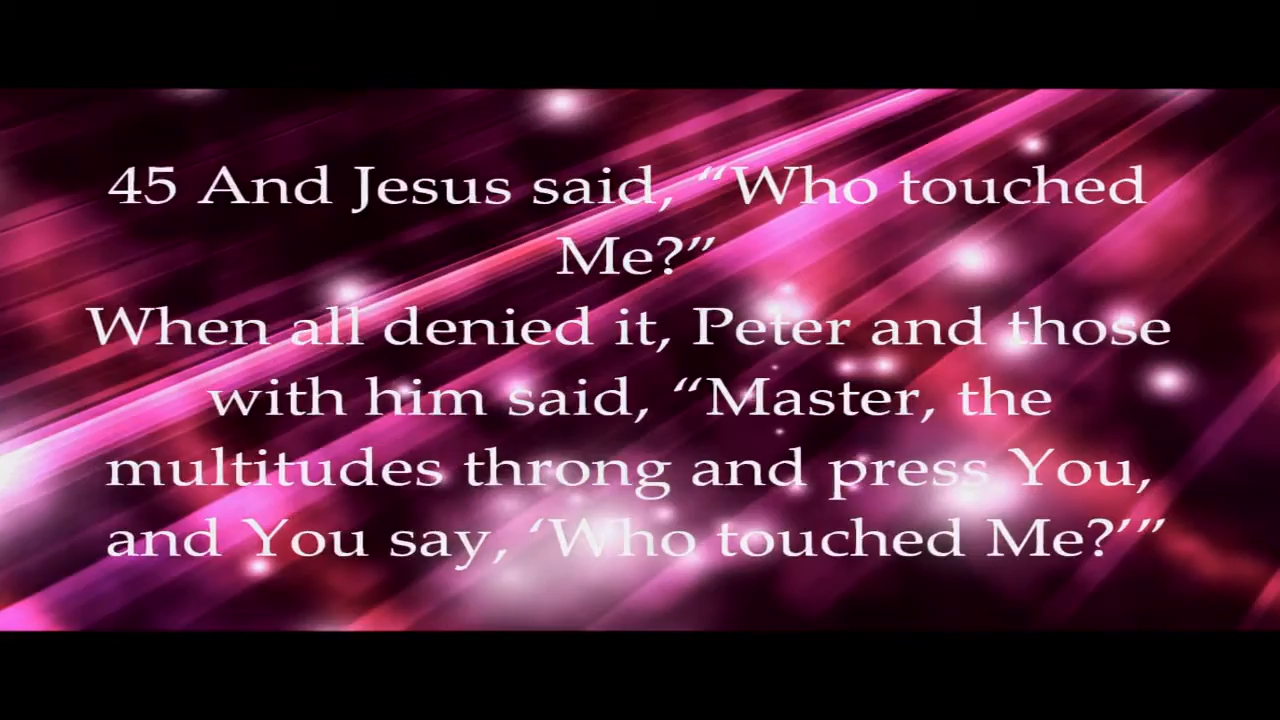 45 And Jesus said, “Who touched
Me?”
When all denied it, Peter and those
with him said, “Master, the
multitudes throng and press You,
and You say, ‘Who touched Me?’”